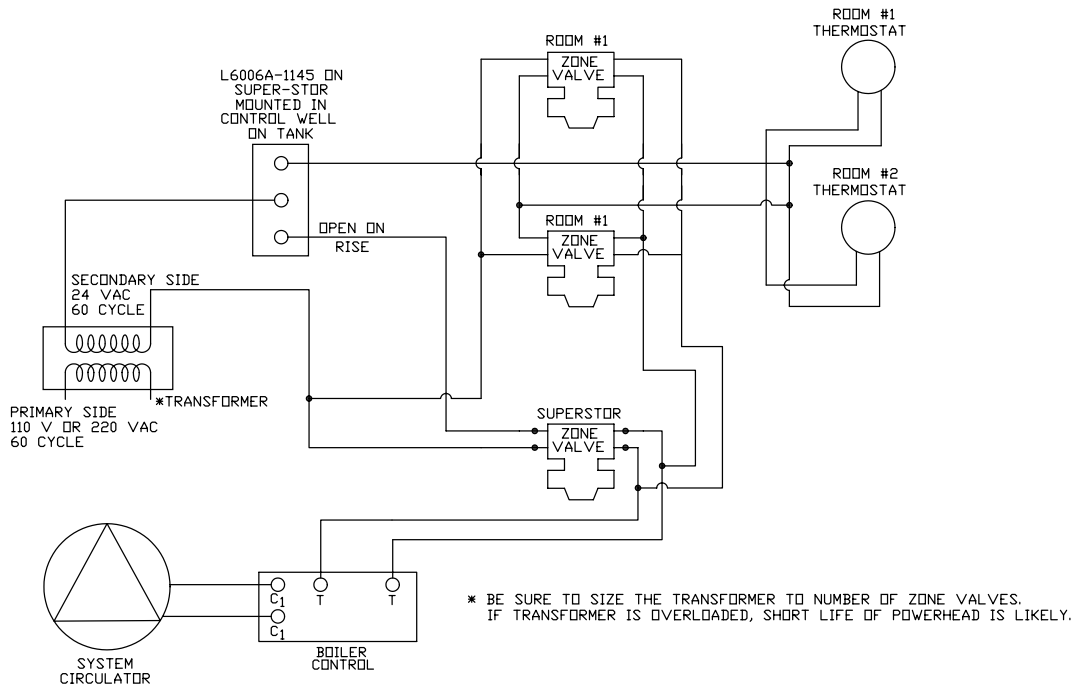 ROOM #1
THERMOSTAT
ROOM #1
ZONE
VALVE
L6006A-1145 ON
SUPER-STOR
MOUNTED IN
CONTROL WELL
ON TANK
ROOM #2
THERMOSTAT
OPEN ON
RISE
ROOM #1
ZONE
VALVE
SECONDARY SIDE
24 VAC
60 CYCLE
*TRANSFORMER
PRIMARY SIDE
110 V OR 220 VAC
60 CYCLE
SUPERSTOR
ZONE
VALVE
C1
T
T
C1
BOILER
CONTROL
SYSTEM
CIRCULATOR
* BE SURE TO SIZE THE TRANSFORMER TO NUMBER OF ZONE VALVES.
IF TRANSFORMER IS OVERLOADED, SHORT LIFE OF POWERHEAD IS LIKELY.